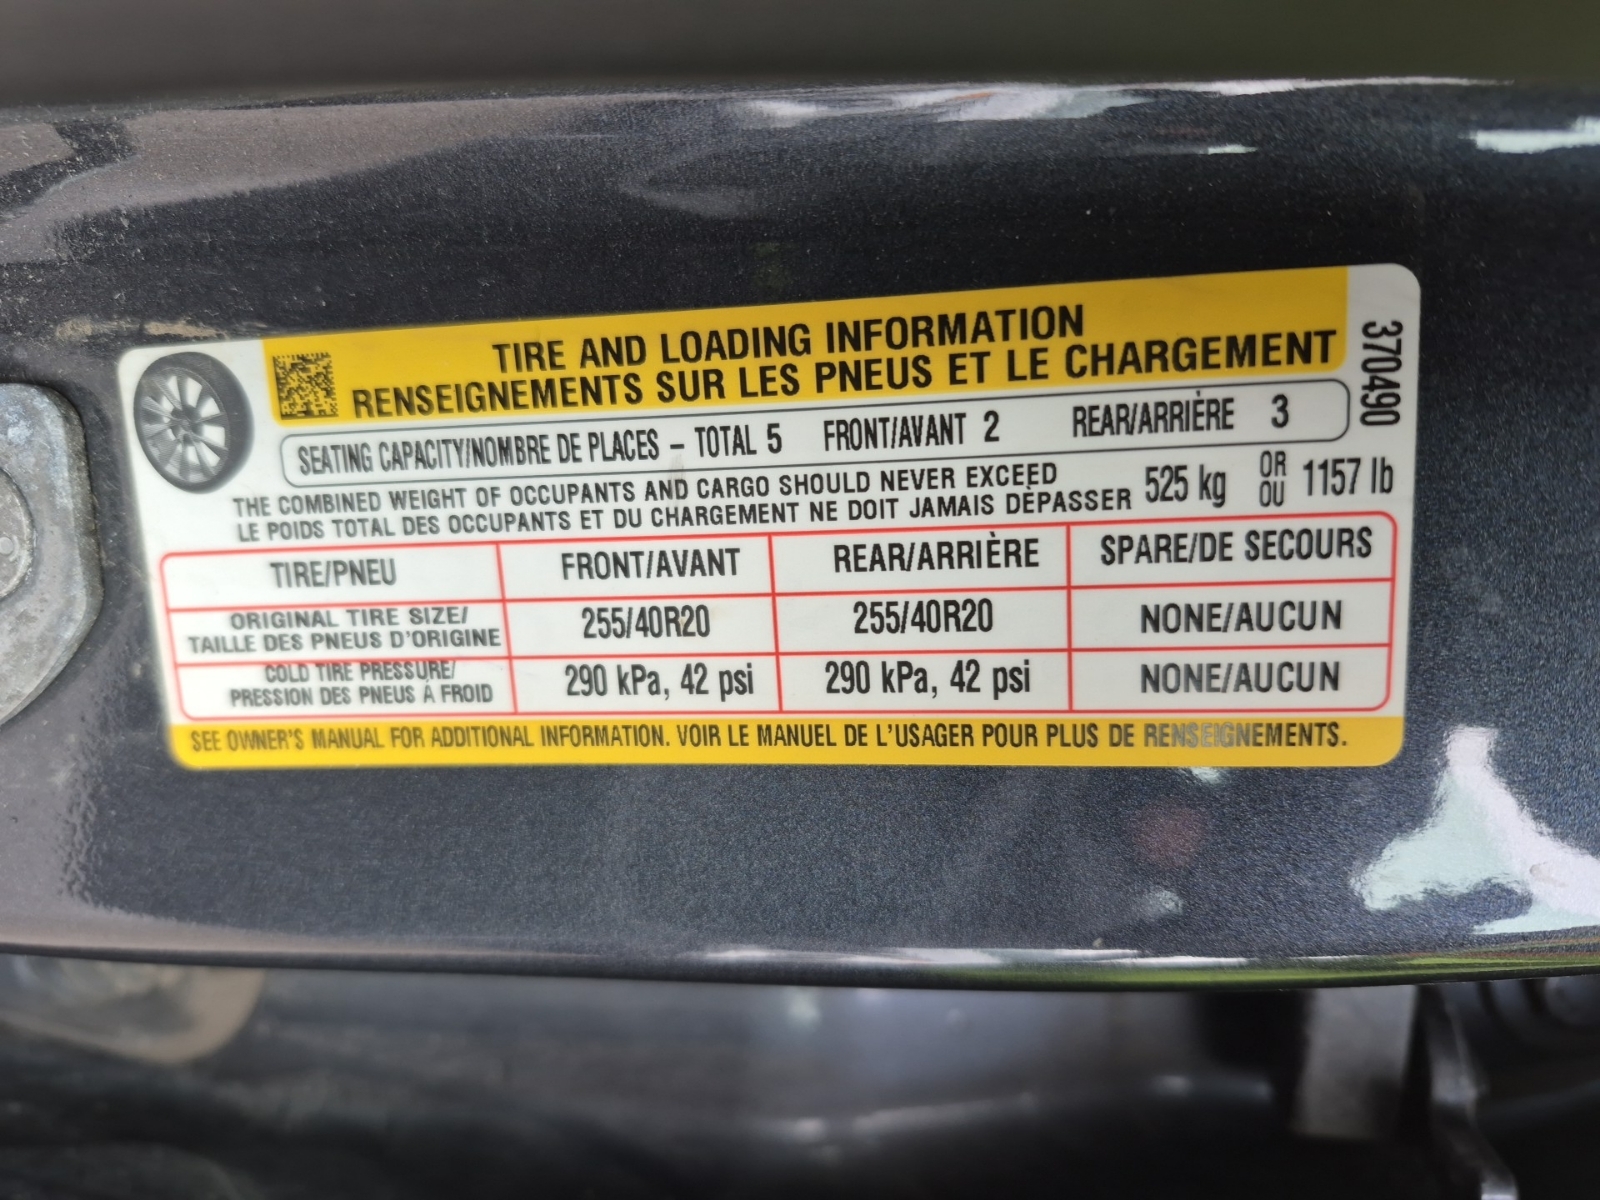 TIRE AND LOADING INFORMATION
RENSEIGNEMENTS SUR LES PNEUS ET LE CHARGEMENT
370490
SEATING CAPACITY/NOMBRE DE PLACES – TOTAL 5 FRONT/AVANT 2 REAR/ARRIÈRE 3
THE COMBINED WEIGHT OF OCCUPANTS AND CARGO SHOULD NEVER EXCEED
LE POIDS TOTAL DES OCCUPANTS ET DU CHARGEMENT NE DOIT JAMAIS DÉPASSER
525 kg OR OU 1157 lb
TIRE/PNEU FRONT/AVANT REAR/ARRIÈRE SPARE/DE SECOURS
ORIGINAL TIRE SIZE/
TAILLE DES PNEUS D'ORIGINE
255/40R20 255/40R20 NONE/AUCUN
COLD TIRE PRESSURE/
PRESSION DES PNEUS À FROID
290 kPa, 42 psi 290 kPa, 42 psi NONE/AUCUN
SEE OWNER'S MANUAL FOR ADDITIONAL INFORMATION. VOIR LE MANUEL DE L'USAGER POUR PLUS DE RENSEIGNEMENTS.